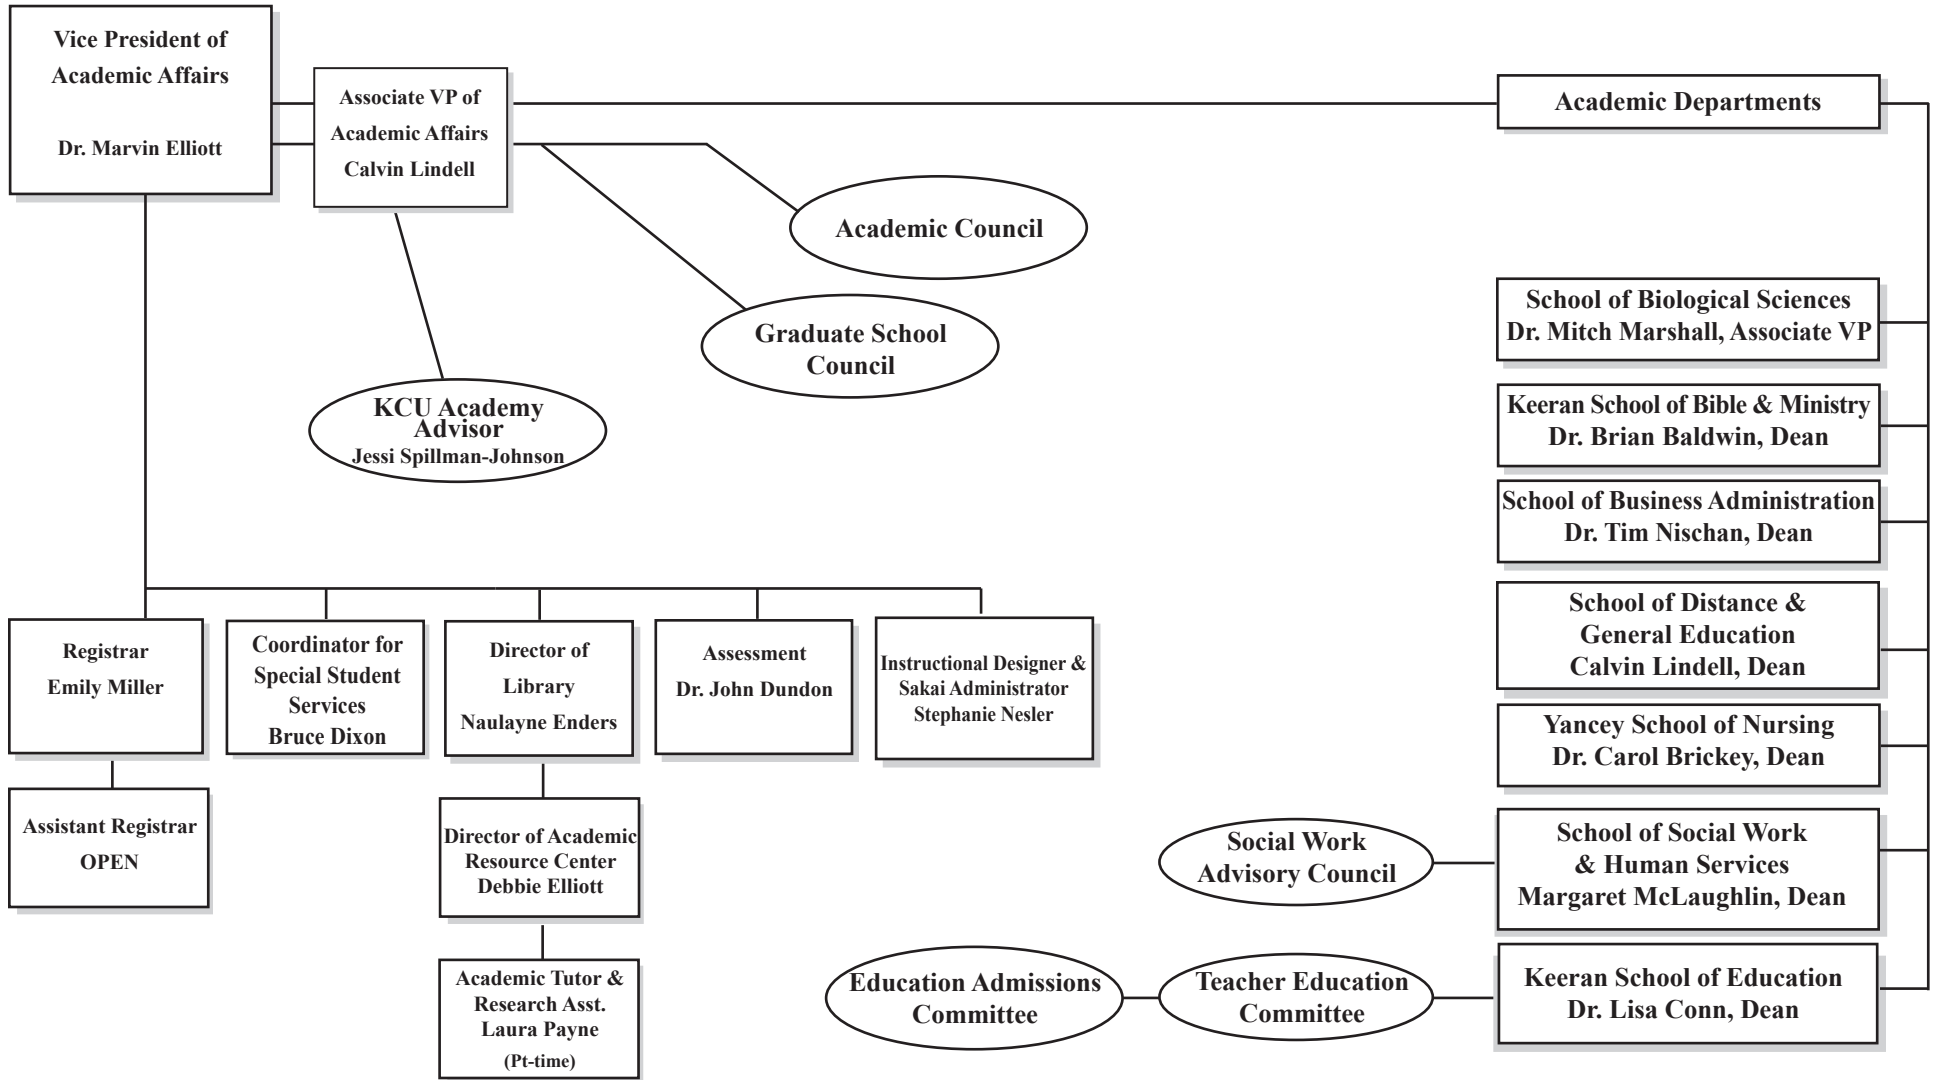 Vice President of
Academic Affairs
Dr. Marvin Elliott
Associate VP of
Academic Affairs
Calvin Lindell
Academic Departments
Academic Council
Graduate School
Council
KCU Academy
Advisor
Jessi Spillman-Johnson
School of Biological Sciences
Dr. Mitch Marshall, Associate VP
Keeran School of Bible & Ministry
Dr. Brian Baldwin, Dean
School of Business Administration
Dr. Tim Nischan, Dean
School of Distance &
General Education
Calvin Lindell, Dean
Yancey School of Nursing
Dr. Carol Brickey, Dean
School of Social Work
& Human Services
Margaret McLaughlin, Dean
Social Work
Advisory Council
Keeran School of Education
Dr. Lisa Conn, Dean
Teacher Education
Committee
Education Admissions
Committee
Registrar
Emily Miller
Coordinator for
Special Student
Services
Bruce Dixon
Director of
Library
Naulayne Enders
Assessment
Dr. John Dundon
Instructional Designer &
Sakai Administrator
Stephanie Nesler
Assistant Registrar
OPEN
Director of Academic
Resource Center
Debbie Elliott
Academic Tutor &
Research Asst.
Laura Payne
(Pt-time)